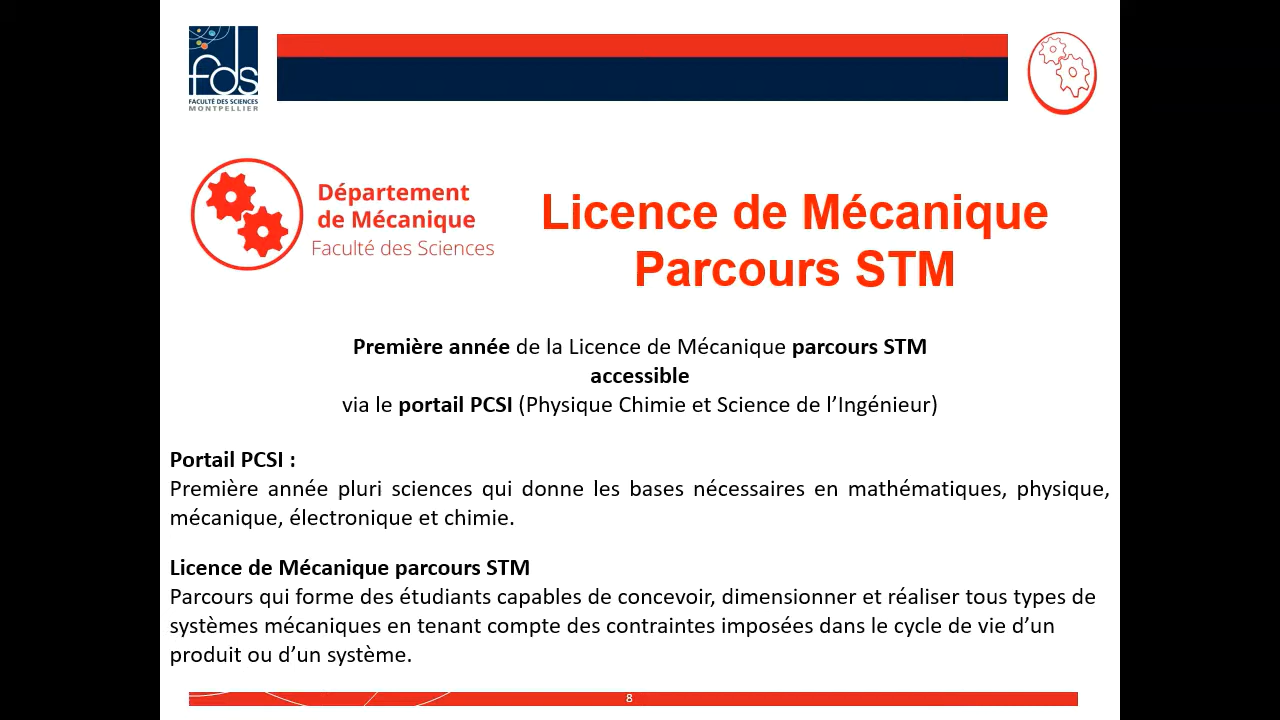 fds
FACULTÉ DES SCIENCES
MONTPELLIER
Département
de Mécanique
Faculté des Sciences
Licence de Mécanique
Parcours STM
Première année de la Licence de Mécanique parcours STM
accessible
via le portail PCSI (Physique Chimie et Science de l’Ingénieur)
Portail PCSI :
Première année pluri sciences qui donne les bases nécessaires en mathématiques, physique,
mécanique, électronique et chimie.
Licence de Mécanique parcours STM
Parcours qui forme des étudiants capables de concevoir, dimensionner et réaliser tous types de
systèmes mécaniques en tenant compte des contraintes imposées dans le cycle de vie d’un
produit ou d’un système.
8